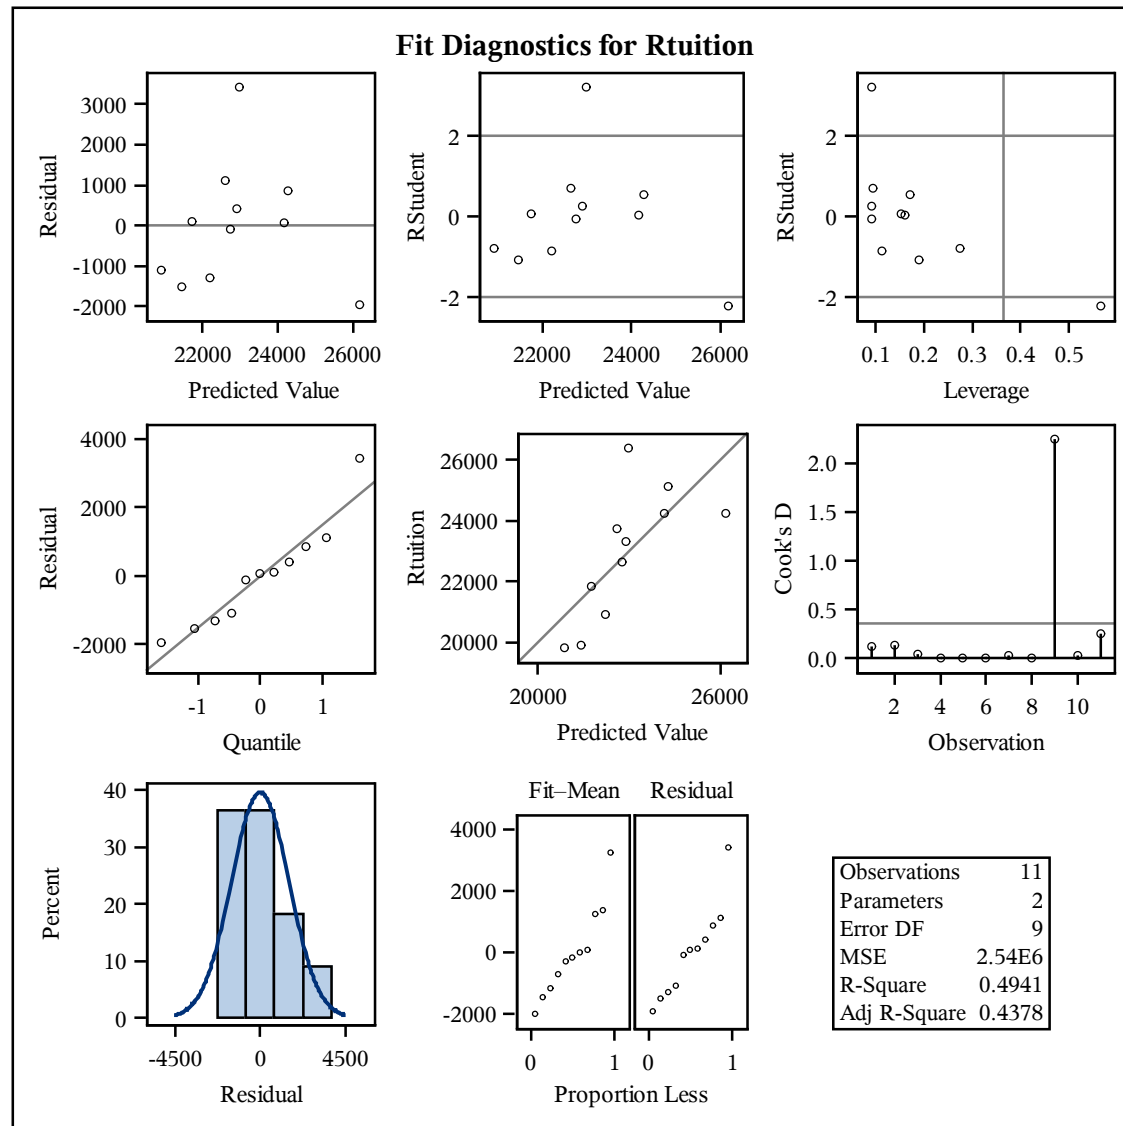 Fit Diagnostics for Rtuition
Residual
3000
2000
1000
0
-1000
-2000
22000 24000 26000
Predicted Value
RStudent
2
0
-2
22000 24000 26000
Predicted Value
RStudent
2
0
-2
0.1 0.2 0.3 0.4 0.5
Leverage
Residual
4000
2000
0
-2000
-1 0 1
Quantile
Rtuition
26000
24000
22000
20000
20000 26000
Predicted Value
Cook's D
2.0
1.5
1.0
0.5
0.0
2 4 6 8 10
Observation
Percent
40
30
20
10
0
-4500 0 4500
Residual
Fit–Mean Residual
4000
2000
0
-2000
0 1 0 1
Proportion Less
Observations 11
Parameters 2
Error DF 9
MSE 2.54E6
R-Square 0.4941
Adj R-Square 0.4378